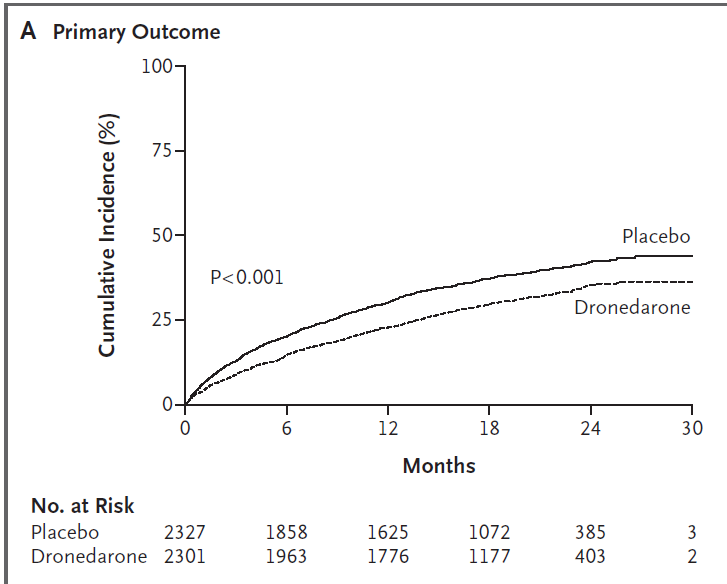 A Primary Outcome
100
75
50
25
0
Cumulative Incidence (%)
P<0.001
Placebo
Dronedarone
0 6 12 18 24 30
Months
No. at Risk
Placebo 2327 1858 1625 1072 385 3
Dronedarone 2301 1963 1776 1177 403 2